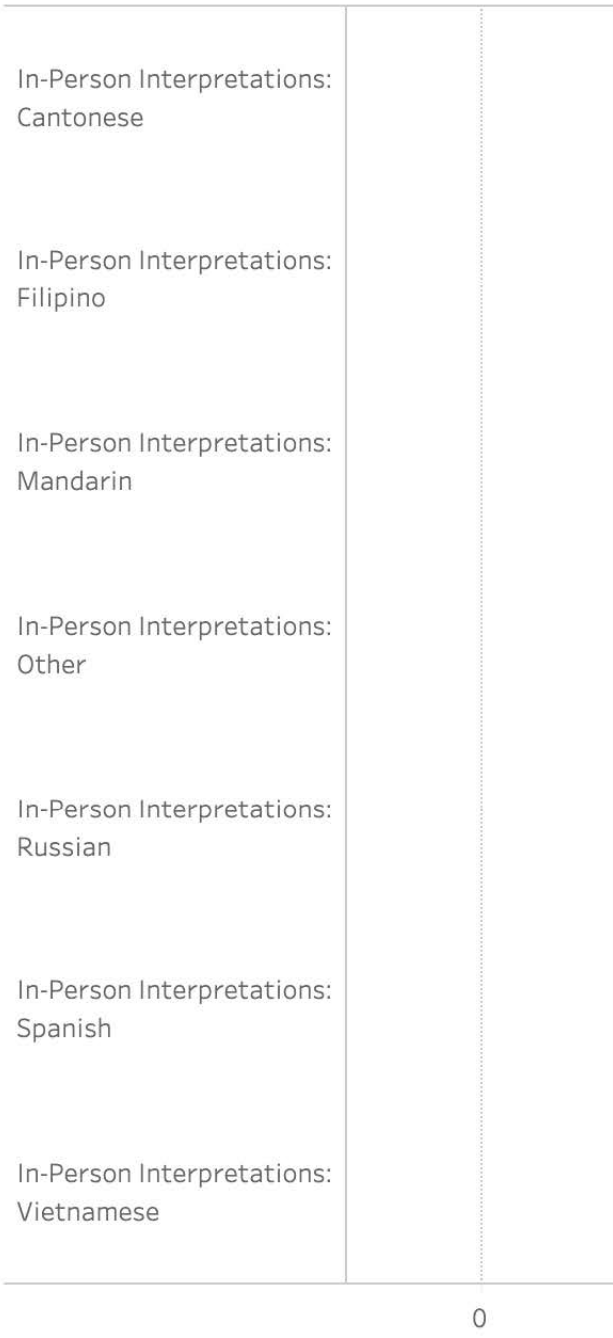 In-Person Interpretations:
Cantonese
In-Person Interpretations:
Filipino
In-Person Interpretations:
Mandarin
In-Person Interpretations:
Other
In-Person Interpretations:
Russian
In-Person Interpretations:
Spanish
In-Person Interpretations:
Vietnamese
0